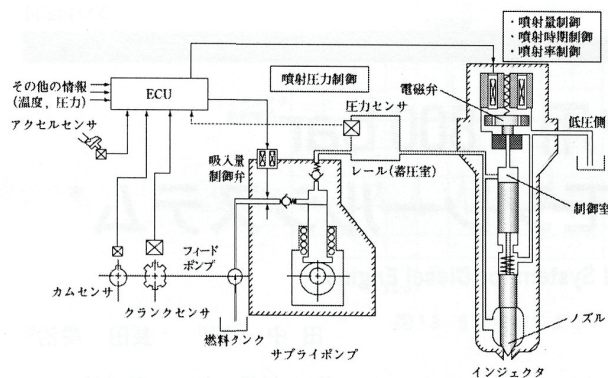 ・噴射量制御
・噴射時期制御
・噴射率制御
噴射圧力制御
電磁弁
その他の情報
(温度, 圧力)
ECU
圧力センサ
低圧側
アクセルセンサ
吸入量
制御弁
レール(蓄圧室)
制御室
フィード
ポンプ
カムセンサ
クランクセンサ
燃料タンク
サプライポンプ
ノズル
インジェクタ